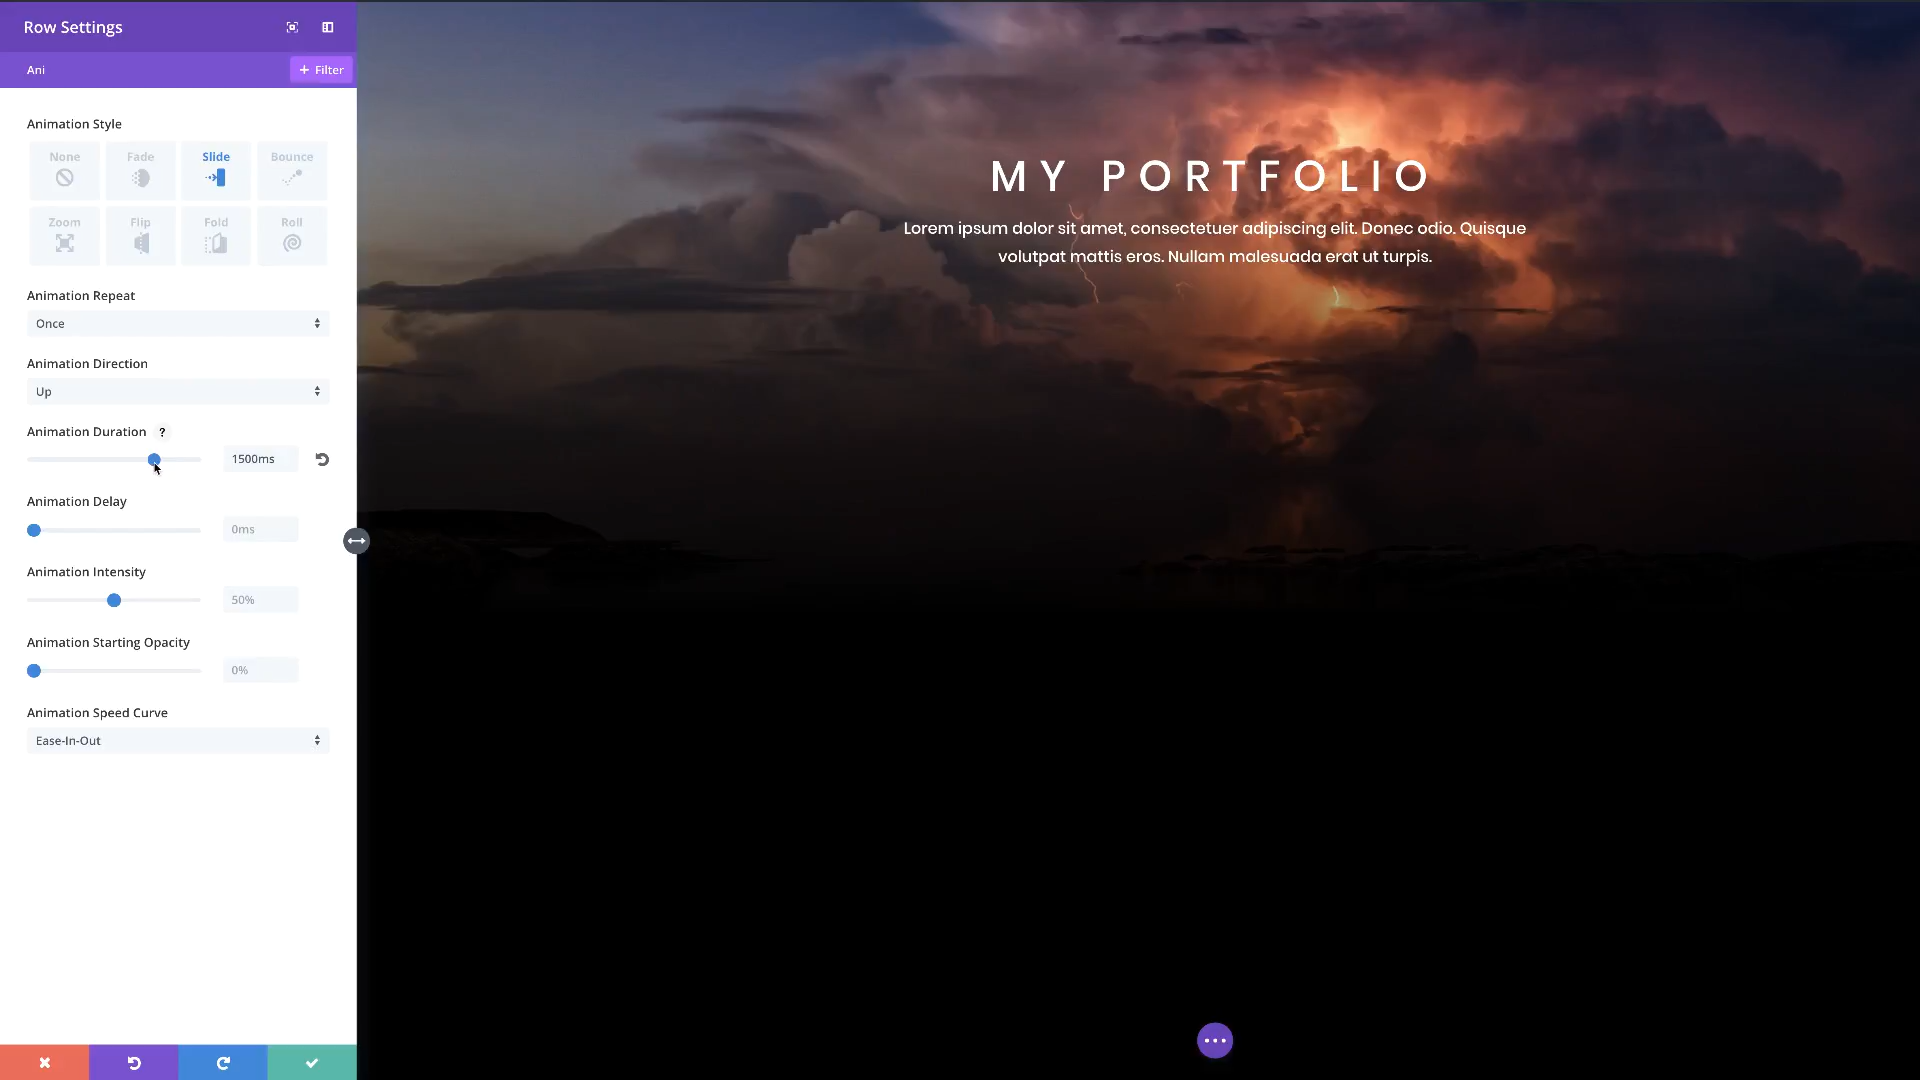 Row Settings
Ani
+ Filter
Animation Style
None
Fade
Slide
Bounce
Zoom
Flip
Fold
Roll
Animation Repeat
Once
Animation Direction
Up
Animation Duration ?
1500ms
Animation Delay
0ms
Animation Intensity
50%
Animation Starting Opacity
0%
Animation Speed Curve
Ease-In-Out
MY PORTFOLIO
Lorem ipsum dolor sit amet, consectetuer adipiscing elit. Donec odio. Quisque
volutpat mattis eros. Nullam malesuada erat ut turpis.